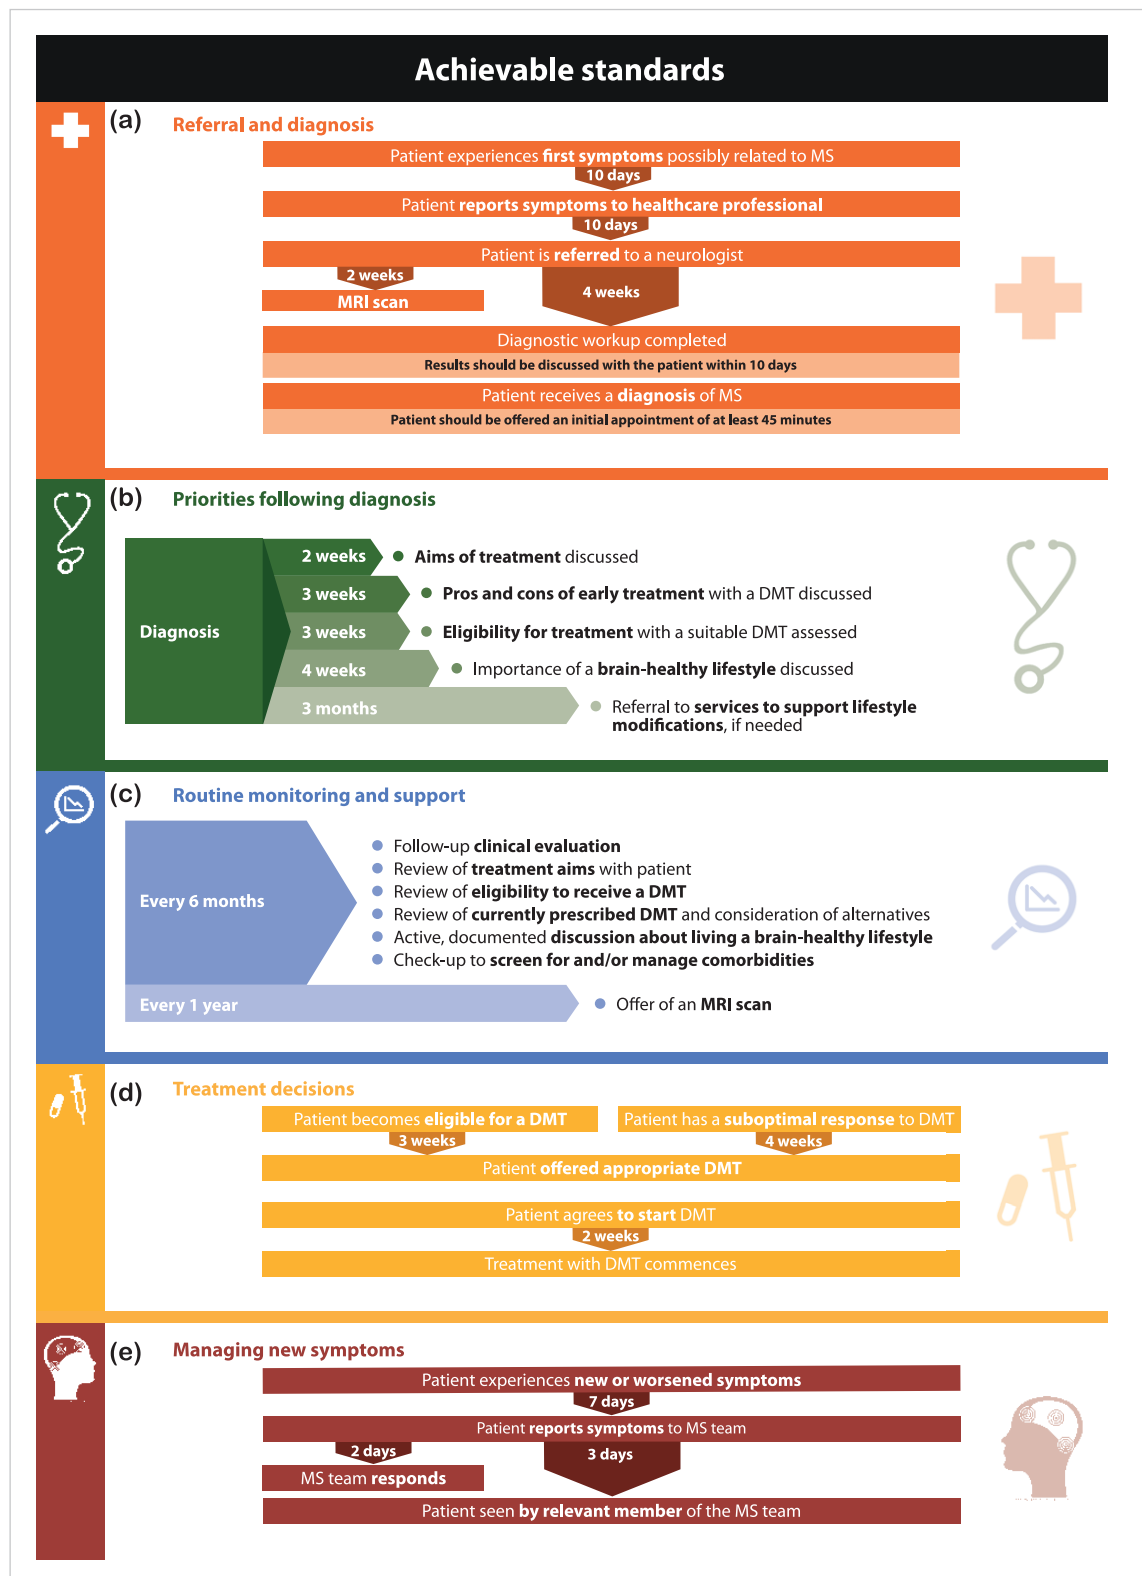 Achievable standards
(a) Referral and diagnosis
Patient experiences first symptoms possibly related to MS
10 days
Patient reports symptoms to healthcare professional
10 days
Patient is referred to a neurologist
2 weeks
MRI scan
4 weeks
Diagnostic workup completed
Results should be discussed with the patient within 10 days
Patient receives a diagnosis of MS
Patient should be offered an initial appointment of at least 45 minutes
(b) Priorities following diagnosis
Diagnosis
2 weeks
Aims of treatment discussed
3 weeks
Pros and cons of early treatment with a DMT discussed
3 weeks
Eligibility for treatment with a suitable DMT assessed
4 weeks
Importance of a brain-healthy lifestyle discussed
3 months
Referral to services to support lifestyle
modifications, if needed
(c) Routine monitoring and support
Every 6 months
Follow-up clinical evaluation
Review of treatment aims with patient
Review of eligibility to receive a DMT
Review of currently prescribed DMT and consideration of alternatives
Active, documented discussion about living a brain-healthy lifestyle
Check-up to screen for and/or manage comorbidities
Every 1 year
Offer of an MRI scan
(d) Treatment decisions
Patient becomes eligible for a DMT
Patient has a suboptimal response to DMT
3 weeks
4 weeks
Patient offered appropriate DMT
Patient agrees to start DMT
2 weeks
Treatment with DMT commences
(e) Managing new symptoms
Patient experiences new or worsened symptoms
7 days
Patient reports symptoms to MS team
2 days
MS team responds
3 days
Patient seen by relevant member of the MS team